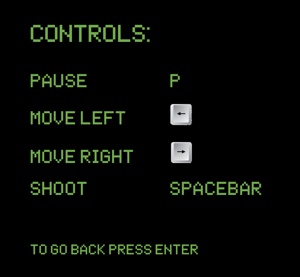 CONTROLS:
PAUSE P
MOVE LEFT ←
MOVE RIGHT →
SHOOT SPACEBAR
TO GO BACK PRESS ENTER